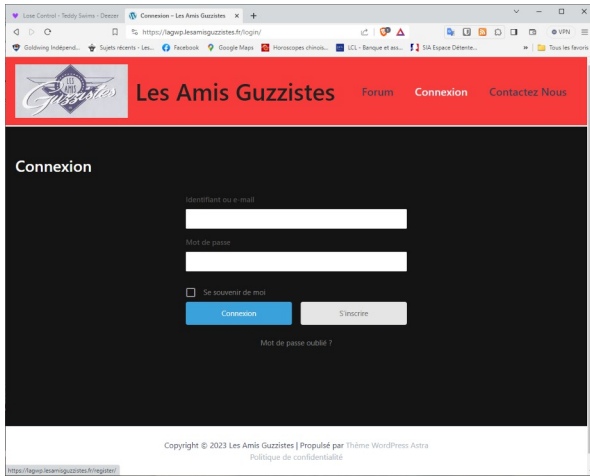 Lose Control - Teddy Swims - Deezer
Connexion - Les Amis Guzzistes
https://lagwp.lesamisguzzistes.fr/login/
VPN
Goldwing Indépend...
Sujets récents - Les...
Facebook
Google Maps
Horoscopes chinois...
LCL - Banque et ass...
SIA Espace Détente...
Tous les favoris
LES
AMIS
Guzzistes
Les Amis Guzzistes
Forum
Connexion
Contactez Nous
Connexion
Identifiant ou e-mail
Mot de passe
Se souvenir de moi
Connexion
S'inscrire
Mot de passe oublié ?
Copyright © 2023 Les Amis Guzzistes | Propulsé par Thème WordPress Astra
Politique de confidentialité
https://lagwp.lesamisguzzistes.fr/register/